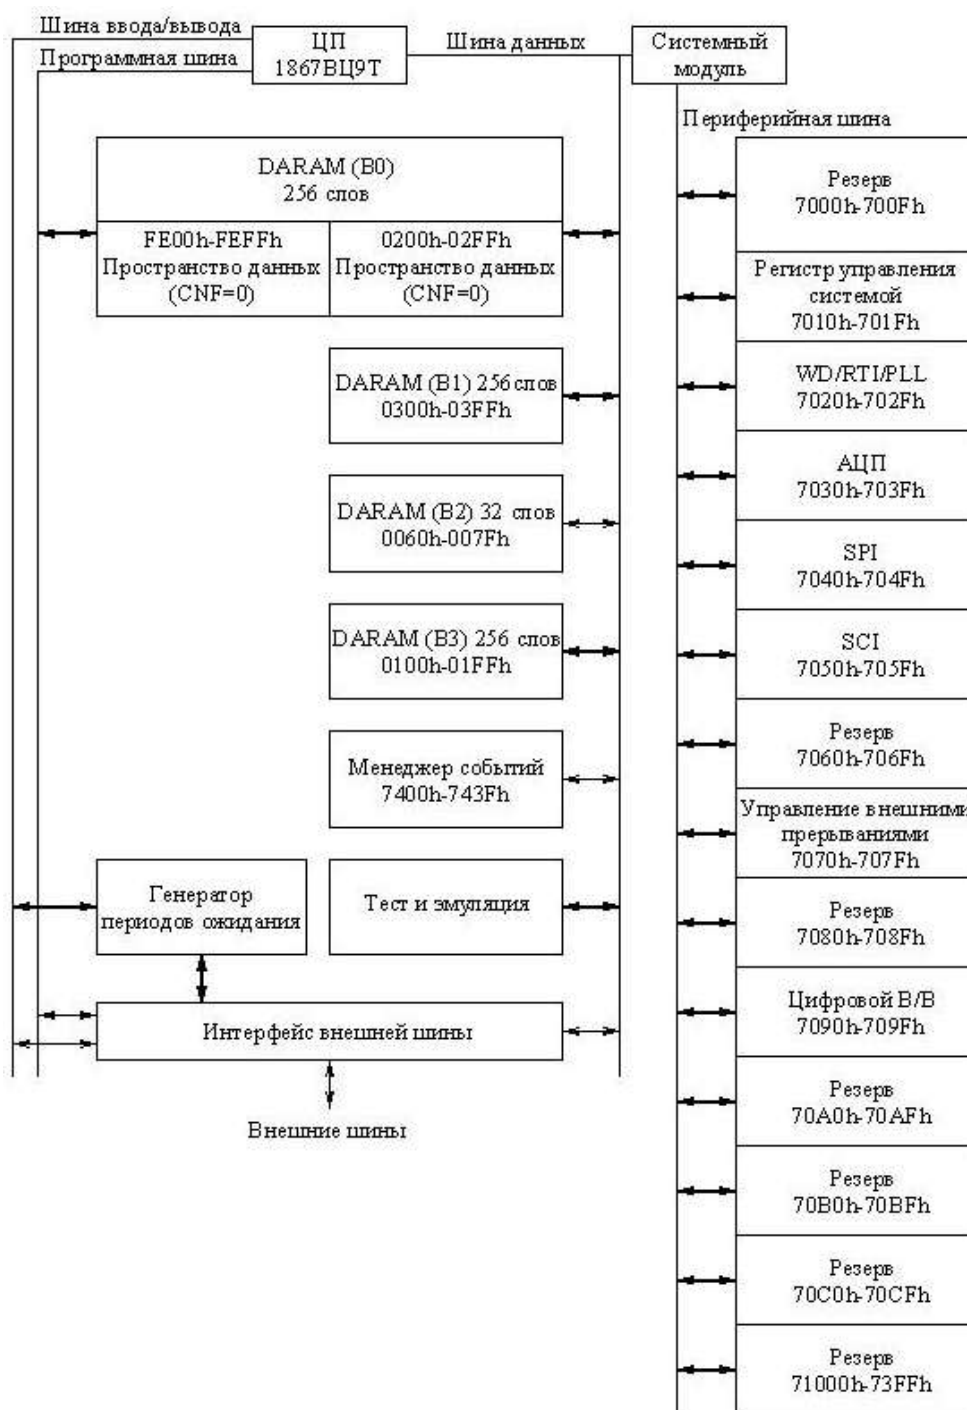 Шина ввода/вывода
Программная шина
ЦП
1867ВЦ9Т
Шина данных
Системный
модуль
Периферийная шина
DARAM (B0)
256 слов
FE00h-FEFFh
Пространство данных
(CNF=0)
0200h-02FFh
Пространство данных
(CNF=0)
DARAM (B1) 256 слов
0300h-03FFh
DARAM (B2) 32 слов
0060h-007Fh
DARAM (B3) 256 слов
0100h-01FFh
Менеджер событий
7400h-743Fh
Генератор
периодов ожидания
Тест и эмуляция
Интерфейс внешней шины
Внешние шины
Резерв
7000h-700Fh
Регистр управления
системой
7010h-701Fh
WD/RTI/PLL
7020h-702Fh
АЦП
7030h-703Fh
SPI
7040h-704Fh
SCI
7050h-705Fh
Резерв
7060h-706Fh
Управление внешними
прерываниями
7070h-707Fh
Резерв
7080h-708Fh
Цифровой В/В
7090h-709Fh
Резерв
70A0h-70AFh
Резерв
70B0h-70BFh
Резерв
70C0h-70CFh
Резерв
71000h-73FFh